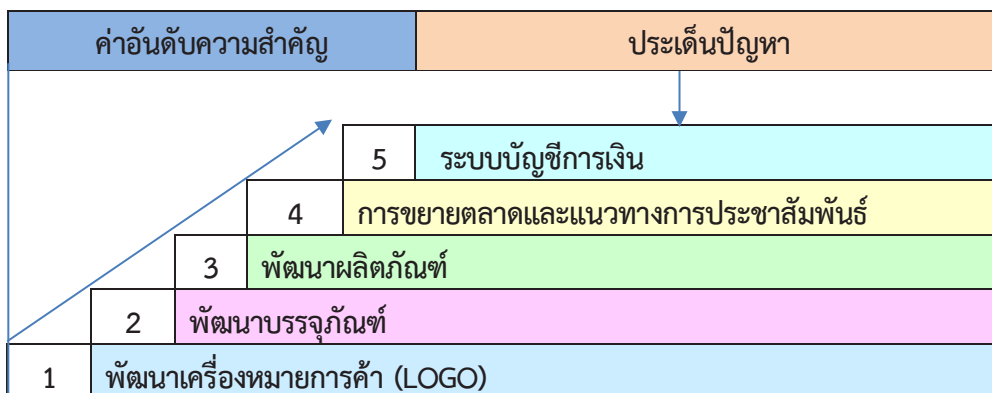 ค่าอันดับความสำคัญ ประเด็นปัญหา
5 ระบบบัญชีการเงิน
4 การขยายตลาดและแนวทางการประชาสัมพันธ์
3 พัฒนาผลิตภัณฑ์
2 พัฒนาบรรจุภัณฑ์
1 พัฒนาเครื่องหมายการค้า (LOGO)